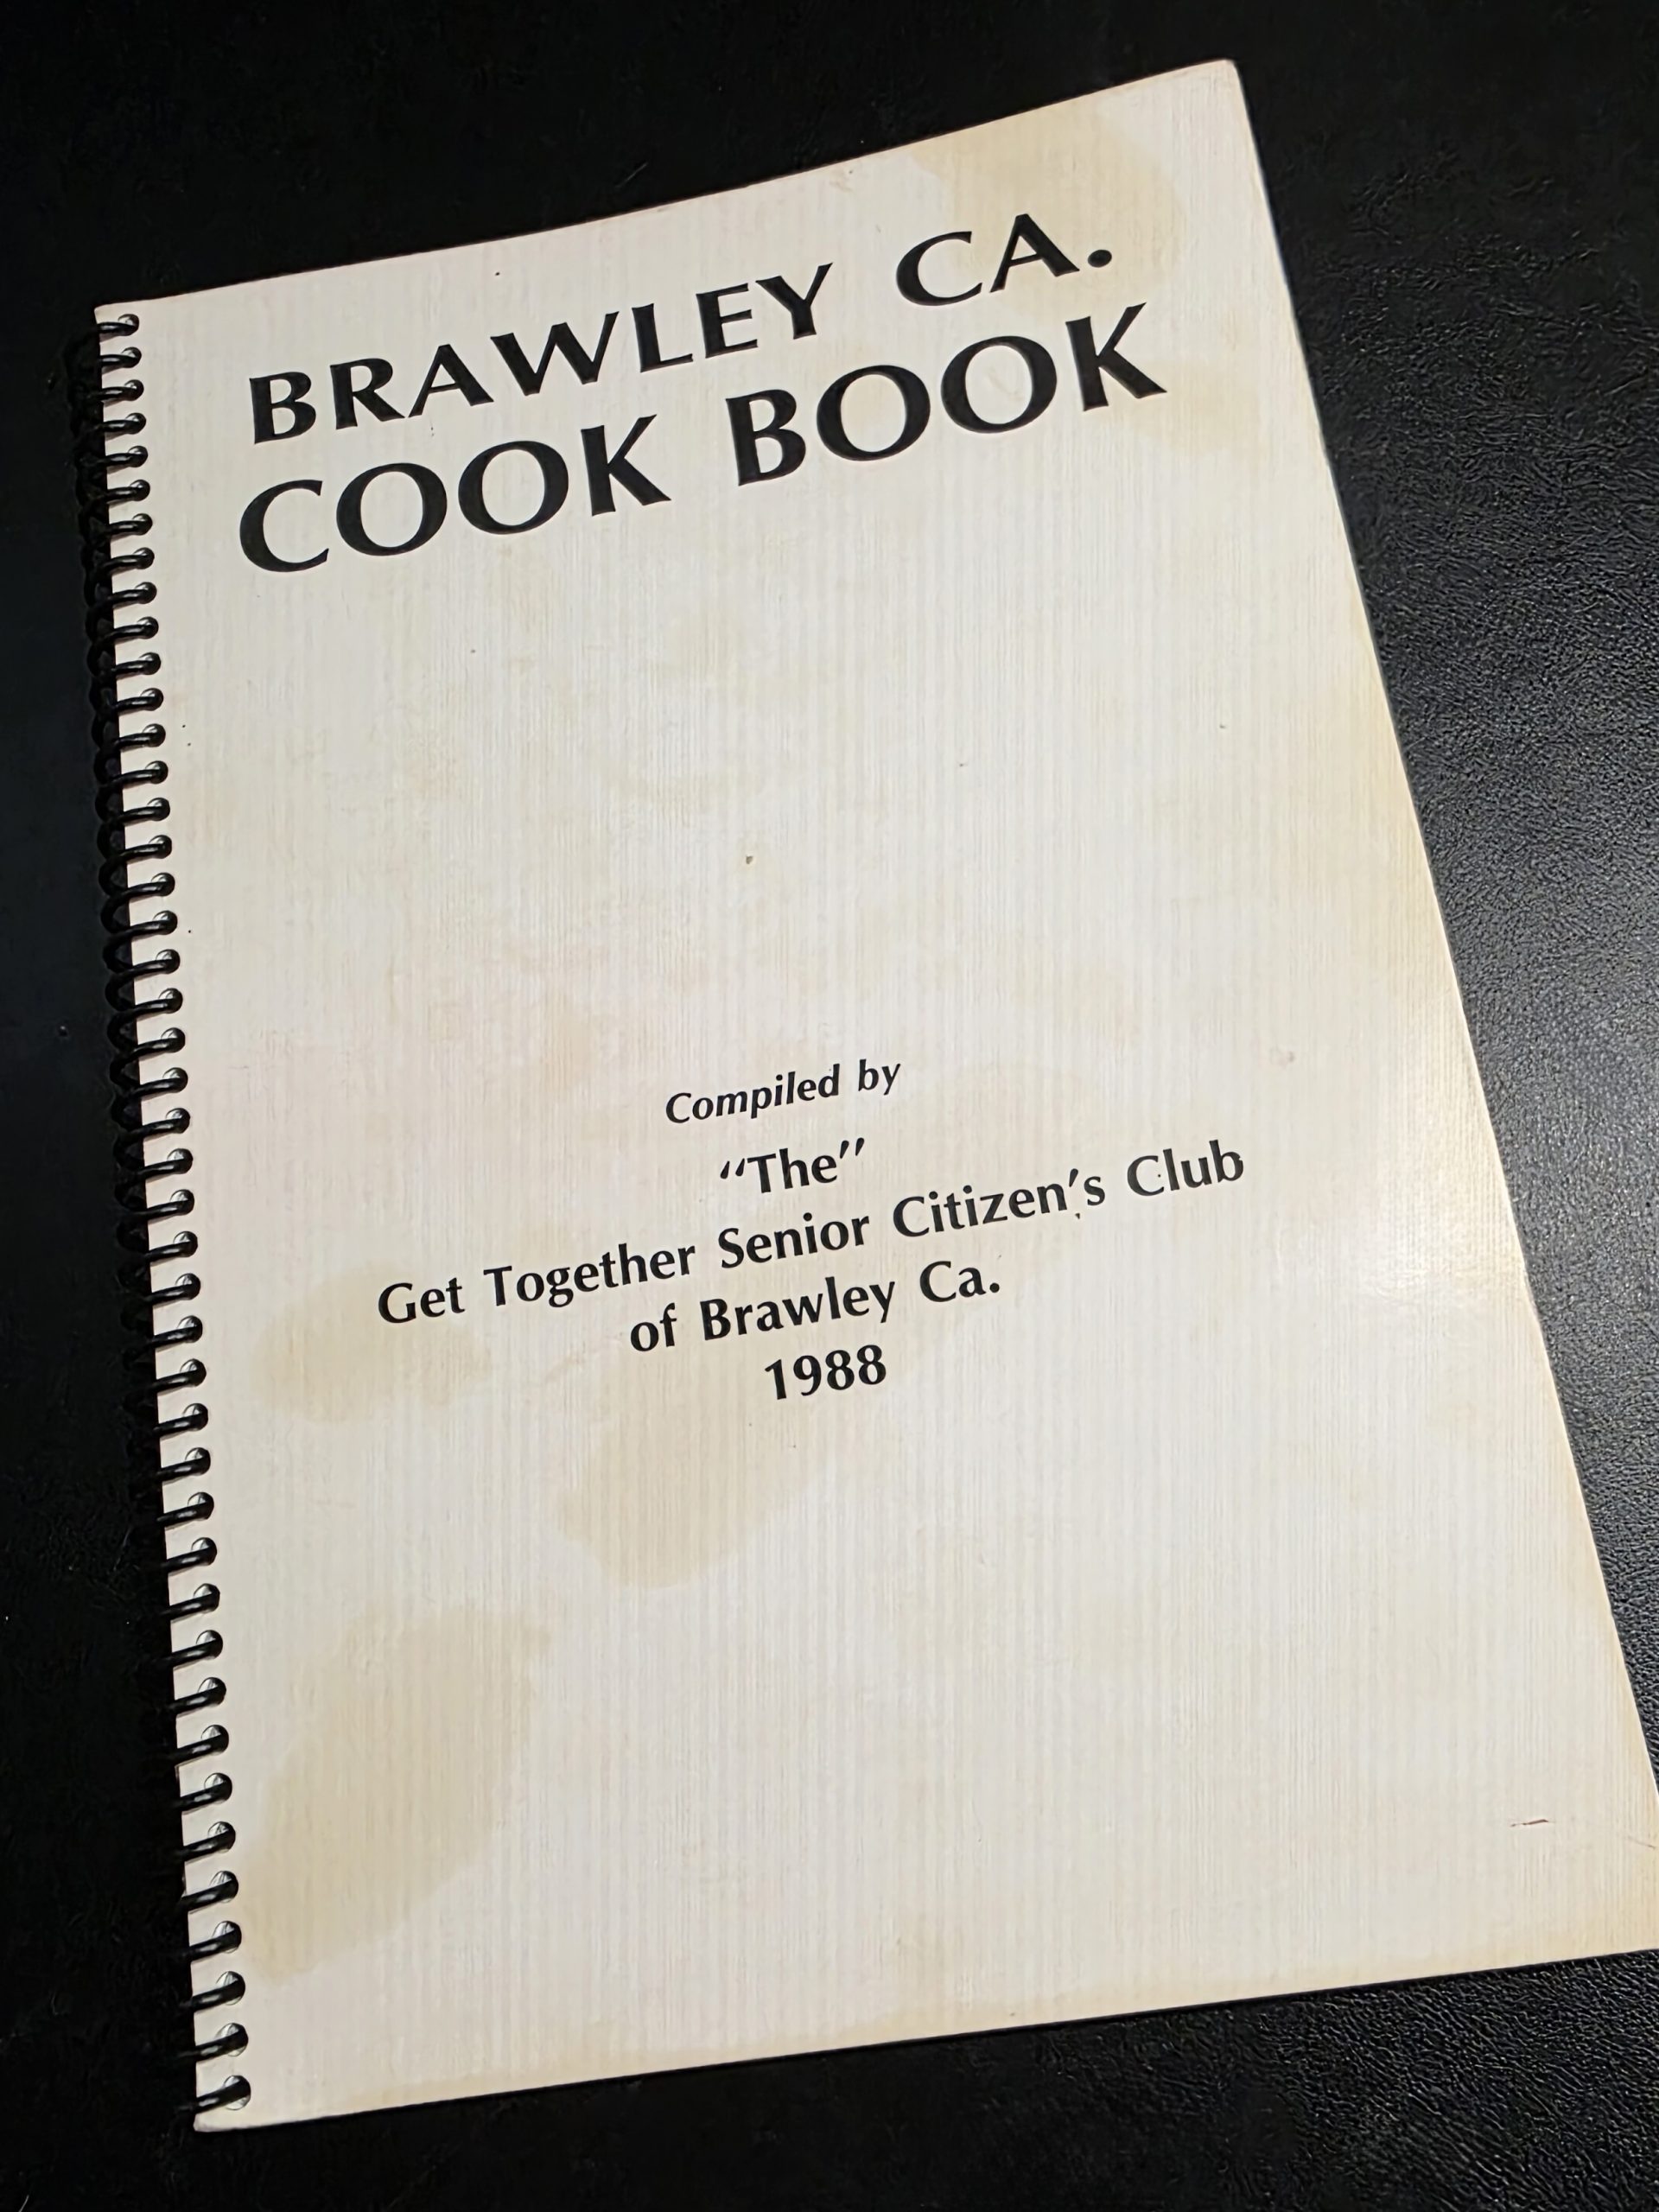 BRAWLEY CA.
COOK BOOK
Compiled by
“The”
Get Together Senior Citizen's Club
of Brawley Ca.
1988